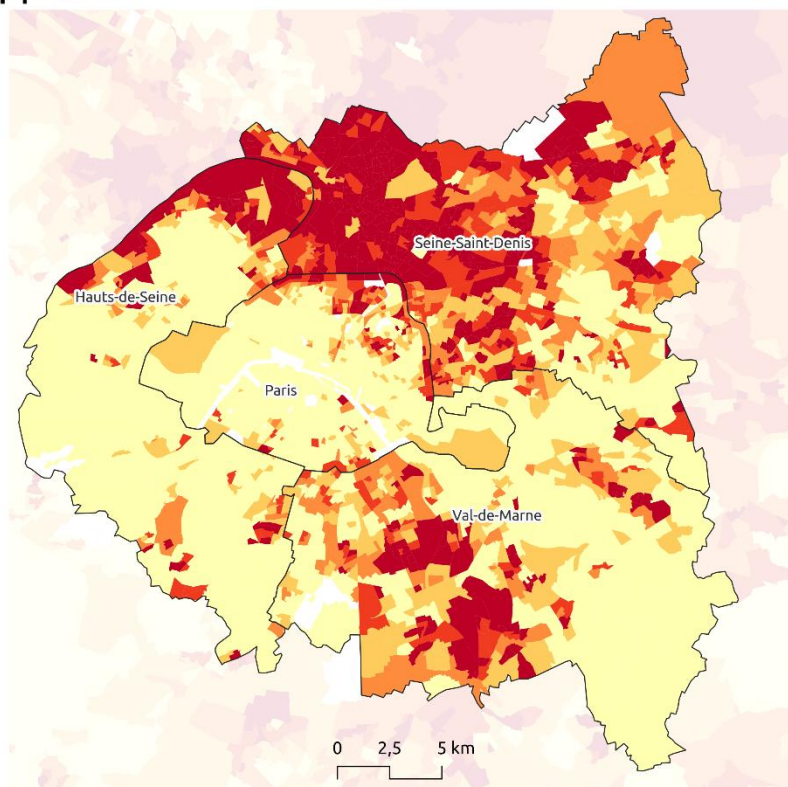 Seine-Saint-Denis
Hauts-de-Seine
Paris
Val-de-Marne
0 2,5 5 km